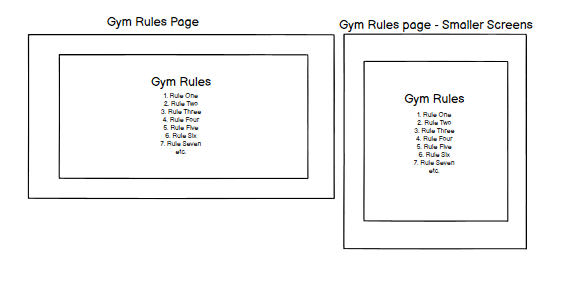 Gym Rules Page
Gym Rules
1. Rule One
2. Rule Two
3. Rule Three
4. Rule Four
5. Rule Five
6. Rule Six
7. Rule Seven
etc.
Gym Rules page - Smaller Screens
Gym Rules
1. Rule One
2. Rule Two
3. Rule Three
4. Rule Four
5. Rule Five
6. Rule Six
7. Rule Seven
etc.